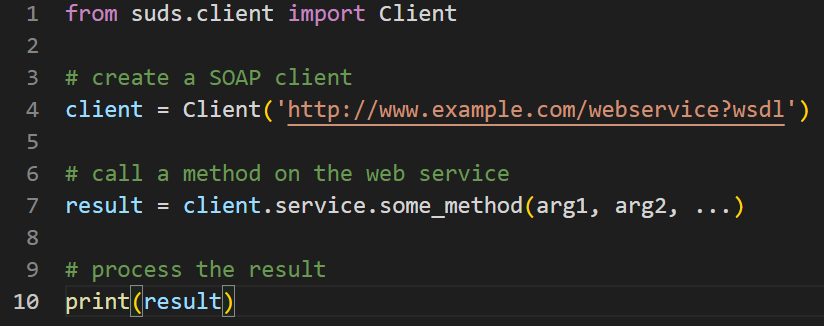 1 from suds.client import Client
2
3 # create a SOAP client
4 client = Client('http://www.example.com/webservice?wsdl')
5
6 # call a method on the web service
7 result = client.service.some_method(arg1, arg2, ...)
8
9 # process the result
10 print(result)